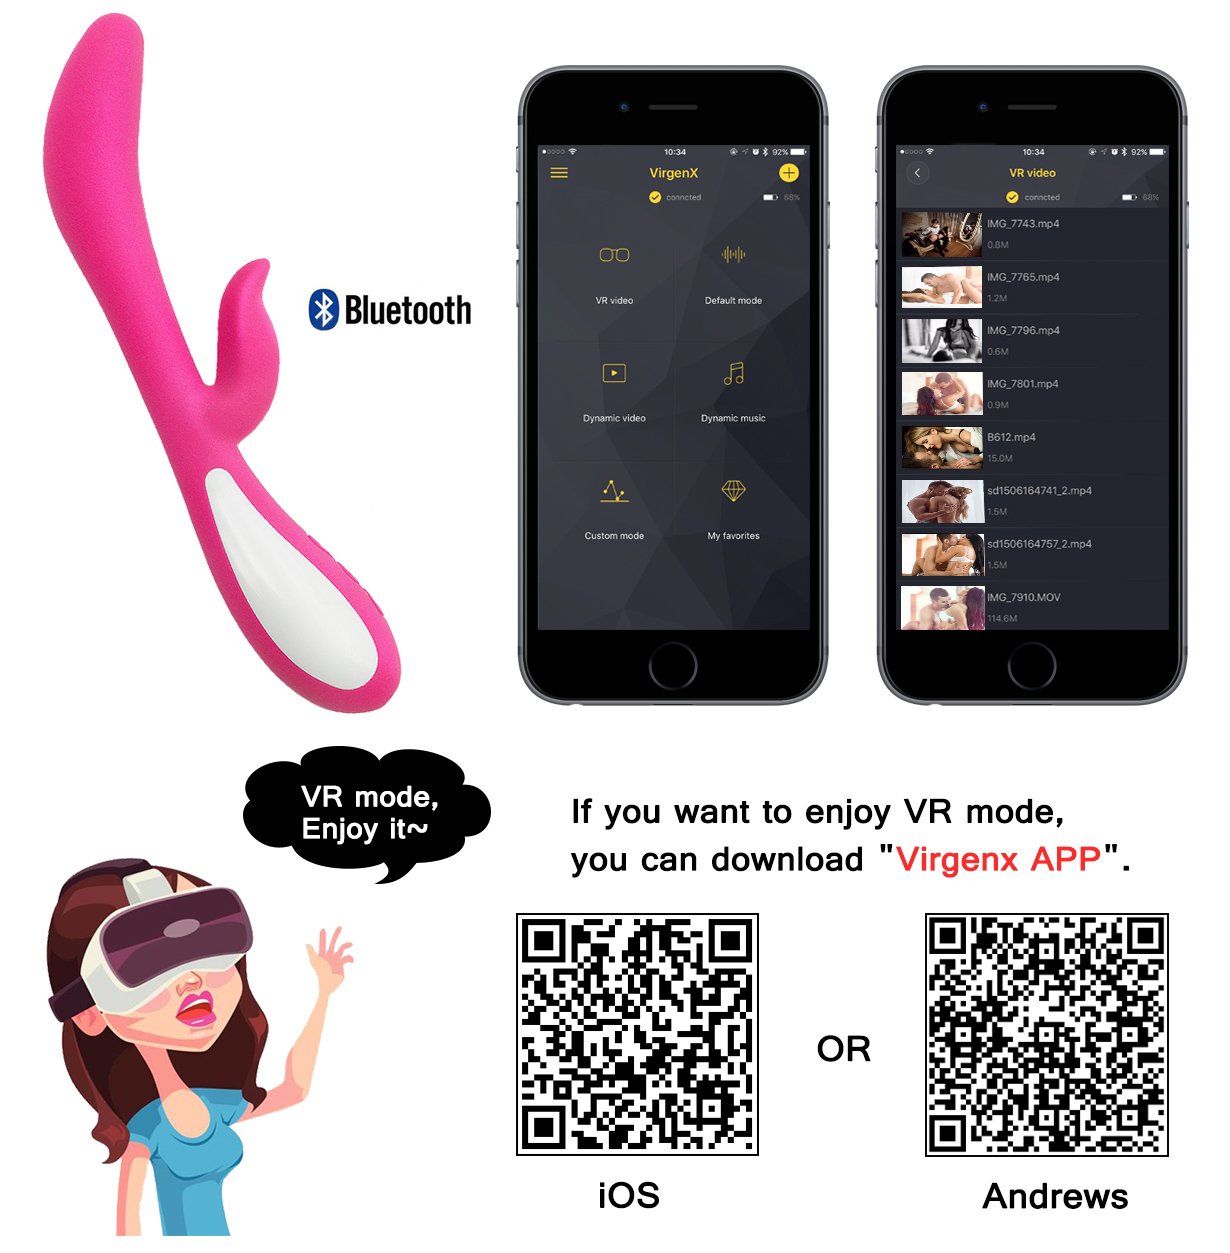 Bluetooth
10:34
92%
VirgenX
conncted
68%
VR video
Default mode
Dynamic video
Dynamic music
Custom mode
My favorites
10:34
92%
VR video
conncted
68%
IMG_7743.mp4
0.8M
IMG_7765.mp4
1.2M
IMG_7796.mp4
0.6M
IMG_7801.mp4
0.9M
B612.mp4
15.0M
sd1506164741_2.mp4
1.5M
sd1506164757_2.mp4
1.5M
IMG_7910.MOV
114.6M
VR mode,
Enjoy it~
If you want to enjoy VR mode,
you can download "Virgenx APP".
OR
iOS
Andrews